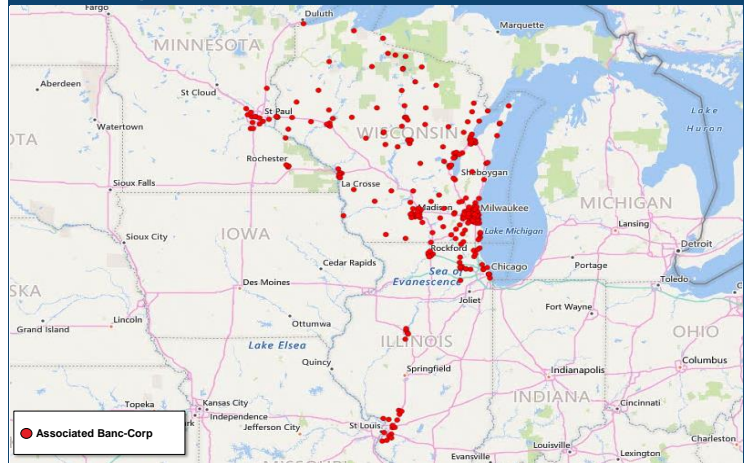 Fargo
Duluth
Marquette
MINNESOTA
Aberdeen
St Cloud
St Paul
Lake
Huron
Watertown
WISCONSIN
OTA
Rochester
Sheboygan
Sioux Falls
La Crosse
MICHIGAN
Madison
Milwaukee
Lansing
Sioux City
IOWA
Lake Michigan
Detroit
Rockford
Cedar Rapids
Sea of
Evanescence
Chicago
Portage
Toledo
Des Moines
Joliet
SKA
Fort Wayne
Lincoln
Grand Island
Ottumwa
OHIO
Lake Elsea
ILLINOIS
Quincy
Springfield
Columbus
Indianapolis
INDIANA
Topeka
Kansas City
Cincinnati
Independence
Jefferson City
St Louis
Charleston
Associated Banc-Corp
Louisville
Evansville
Lexington
MISSOURI